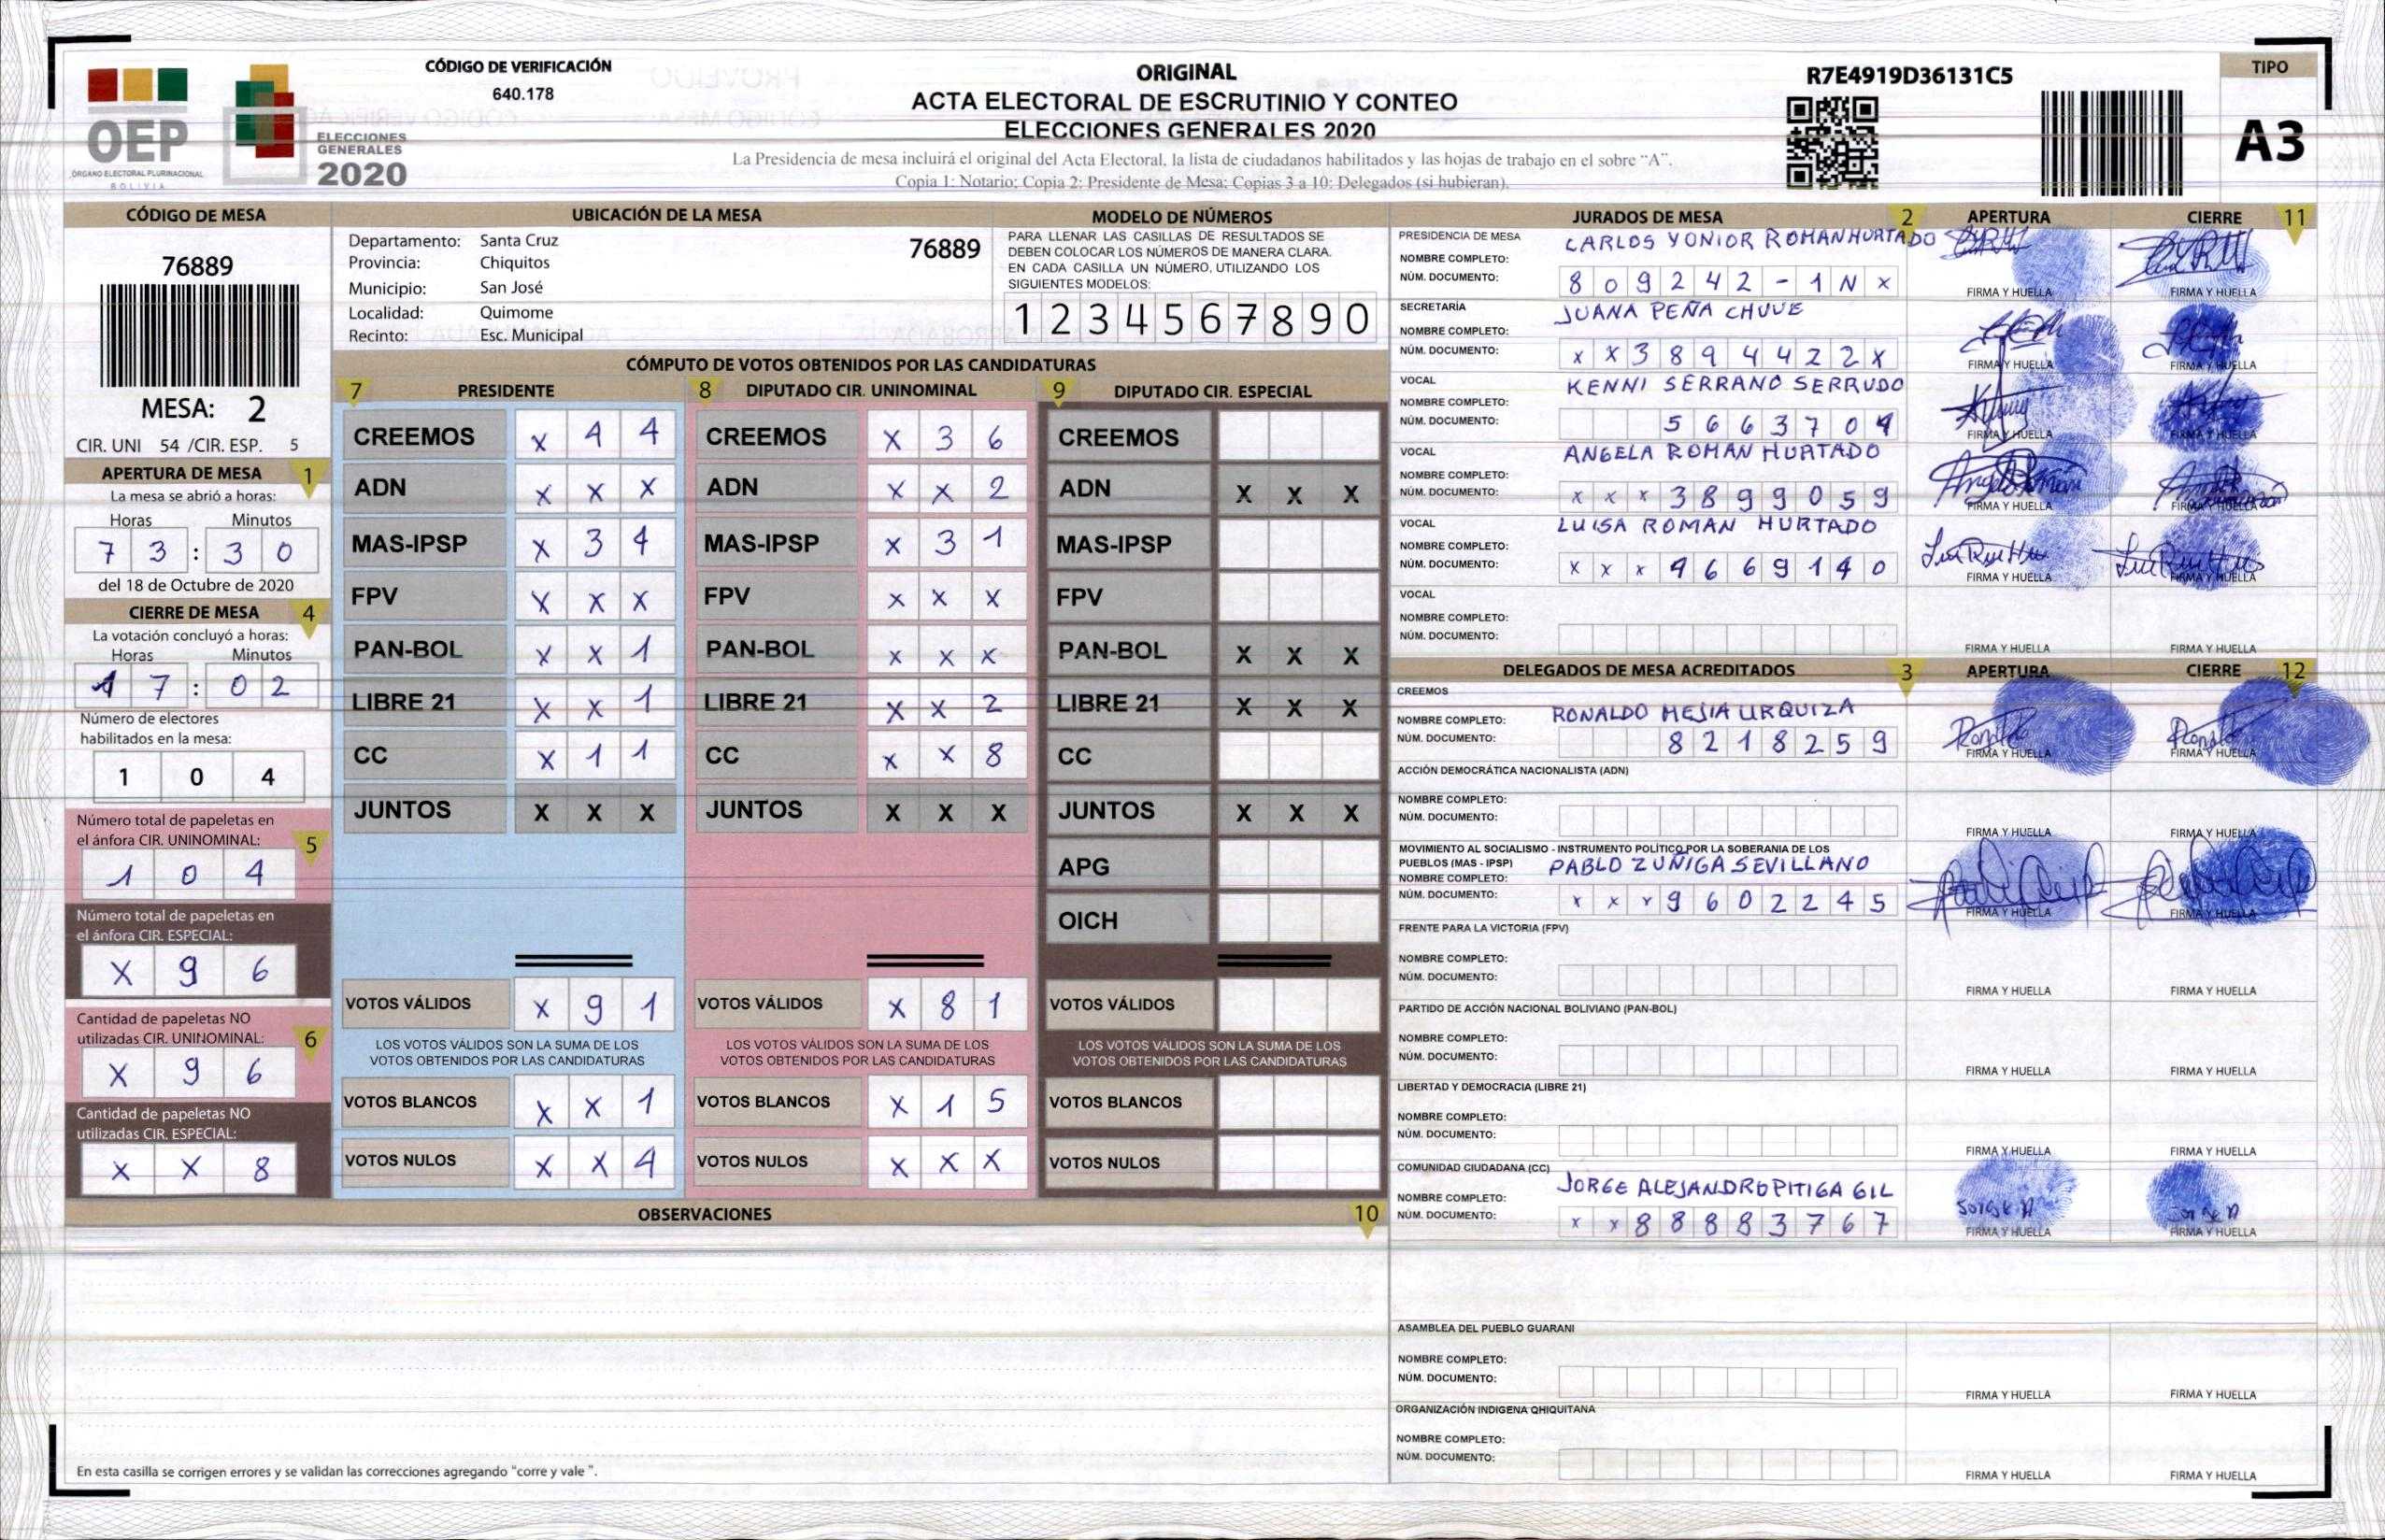 CÓDIGO DE VERIFICACIÓN
640.178
OEP
ÓRGANO ELECTORAL PLURINACIONAL
BOLIVIA
ELECCIONES
GENERALES
2020
ORIGINAL
ACTA ELECTORAL DE ESCRUTINIO Y CONTEO
ELECCIONES GENERALES 2020
La Presidencia de mesa incluirá el original del Acta Electoral, la lista de ciudadanos habilitados y las hojas de trabajo en el sobre "A".
Copia 1: Notario; Copia 2: Presidente de Mesa; Copias 3 a 10: Delegados (si hubieran).
R7E4919D36131C5
TIPO
A3
CÓDIGO DE MESA
76889
MESA: 2
CIR. UNI 54 /CIR. ESP. 5
APERTURA DE MESA 1
La mesa se abrió a horas:
Horas Minutos
7 3 : 3 0
del 18 de Octubre de 2020
CIERRE DE MESA 4
La votación concluyó a horas:
Horas Minutos
1 7 : 0 2
Número de electores
habilitados en la mesa:
1 0 4
Número total de papeletas en
el ánfora CIR. UNINOMINAL: 5
1 0 4
Número total de papeletas en
el ánfora CIR. ESPECIAL:
X 9 6
Cantidad de papeletas NO
utilizadas CIR. UNINOMINAL: 6
X 9 6
Cantidad de papeletas NO
utilizadas CIR. ESPECIAL:
X X 8
UBICACIÓN DE LA MESA
Departamento: Santa Cruz 76889
Provincia: Chiquitos
Municipio: San José
Localidad: Quimome
Recinto: Esc. Municipal
MODELO DE NÚMEROS
PARA LLENAR LAS CASILLAS DE RESULTADOS SE
DEBEN COLOCAR LOS NÚMEROS DE MANERA CLARA.
EN CADA CASILLA UN NÚMERO, UTILIZANDO LOS
SIGUIENTES MODELOS:
1 2 3 4 5 6 7 8 9 0
CÓMPUTO DE VOTOS OBTENIDOS POR LAS CANDIDATURAS
7 PRESIDENTE
CREEMOS X 4 4
ADN X X X
MAS-IPSP X 3 4
FPV X X X
PAN-BOL X X 1
LIBRE 21 X X 1
CC X 1 1
JUNTOS X X X
VOTOS VÁLIDOS X 9 1
LOS VOTOS VÁLIDOS SON LA SUMA DE LOS
VOTOS OBTENIDOS POR LAS CANDIDATURAS
VOTOS BLANCOS X X 1
VOTOS NULOS X X 4
8 DIPUTADO CIR. UNINOMINAL
CREEMOS X 3 6
ADN X X 2
MAS-IPSP X 3 1
FPV X X X
PAN-BOL X X X
LIBRE 21 X X 2
CC X X 8
JUNTOS X X X
VOTOS VÁLIDOS X 8 1
LOS VOTOS VÁLIDOS SON LA SUMA DE LOS
VOTOS OBTENIDOS POR LAS CANDIDATURAS
VOTOS BLANCOS X 1 5
VOTOS NULOS X X X
9 DIPUTADO CIR. ESPECIAL
CREEMOS
ADN X X X
MAS-IPSP
FPV
PAN-BOL X X X
LIBRE 21 X X X
CC
JUNTOS X X X
APG
OICH
VOTOS VÁLIDOS
LOS VOTOS VÁLIDOS SON LA SUMA DE LOS
VOTOS OBTENIDOS POR LAS CANDIDATURAS
VOTOS BLANCOS
VOTOS NULOS
OBSERVACIONES 10
En esta casilla se corrigen errores y se validan las correcciones agregando "corre y vale ".
JURADOS DE MESA 2 APERTURA CIERRE 11
PRESIDENCIA DE MESA
NOMBRE COMPLETO: CARLOS YONIOR ROMAN HURTADO
NÚM. DOCUMENTO: 8 0 9 2 4 2 - 1 N X
FIRMA Y HUELLA FIRMA Y HUELLA
SECRETARÍA
NOMBRE COMPLETO: JUANA PEÑA CHUVE
NÚM. DOCUMENTO: X X 3 8 9 4 4 2 2 X
FIRMA Y HUELLA FIRMA Y HUELLA
VOCAL
NOMBRE COMPLETO: KENNI SERRANO SERRUDO
NÚM. DOCUMENTO: 5 6 6 3 7 0 4
FIRMA Y HUELLA FIRMA Y HUELLA
VOCAL
NOMBRE COMPLETO: ANGELA ROMAN HURTADO
NÚM. DOCUMENTO: X X X 3 8 9 9 0 5 9
FIRMA Y HUELLA FIRMA Y HUELLA
VOCAL
NOMBRE COMPLETO: LUISA ROMAN HURTADO
NÚM. DOCUMENTO: X X X 9 6 6 9 1 4 0
FIRMA Y HUELLA FIRMA Y HUELLA
VOCAL
NOMBRE COMPLETO:
NÚM. DOCUMENTO:
FIRMA Y HUELLA FIRMA Y HUELLA
DELEGADOS DE MESA ACREDITADOS 3 APERTURA CIERRE 12
CREEMOS
NOMBRE COMPLETO: RONALDO MEJIA URQUIZA
NÚM. DOCUMENTO: 8 2 1 8 2 5 9
FIRMA Y HUELLA FIRMA Y HUELLA
ACCIÓN DEMOCRÁTICA NACIONALISTA (ADN)
NOMBRE COMPLETO:
NÚM. DOCUMENTO:
FIRMA Y HUELLA FIRMA Y HUELLA
MOVIMIENTO AL SOCIALISMO - INSTRUMENTO POLÍTICO POR LA SOBERANIA DE LOS
PUEBLOS (MAS - IPSP)
NOMBRE COMPLETO: PABLO ZUÑIGA SEVILLANO
NÚM. DOCUMENTO: X X X 9 6 0 2 2 4 5
FIRMA Y HUELLA FIRMA Y HUELLA
FRENTE PARA LA VICTORIA (FPV)
NOMBRE COMPLETO:
NÚM. DOCUMENTO:
FIRMA Y HUELLA FIRMA Y HUELLA
PARTIDO DE ACCIÓN NACIONAL BOLIVIANO (PAN-BOL)
NOMBRE COMPLETO:
NÚM. DOCUMENTO:
FIRMA Y HUELLA FIRMA Y HUELLA
LIBERTAD Y DEMOCRACIA (LIBRE 21)
NOMBRE COMPLETO:
NÚM. DOCUMENTO:
FIRMA Y HUELLA FIRMA Y HUELLA
COMUNIDAD CIUDADANA (CC)
NOMBRE COMPLETO: JORGE ALEJANDRO PITIGA GIL
NÚM. DOCUMENTO: X X 8 8 8 8 3 7 6 7
FIRMA Y HUELLA FIRMA Y HUELLA
ASAMBLEA DEL PUEBLO GUARANI
NOMBRE COMPLETO:
NÚM. DOCUMENTO:
FIRMA Y HUELLA FIRMA Y HUELLA
ORGANIZACIÓN INDIGENA QHIQUITANA
NOMBRE COMPLETO:
NÚM. DOCUMENTO:
FIRMA Y HUELLA FIRMA Y HUELLA